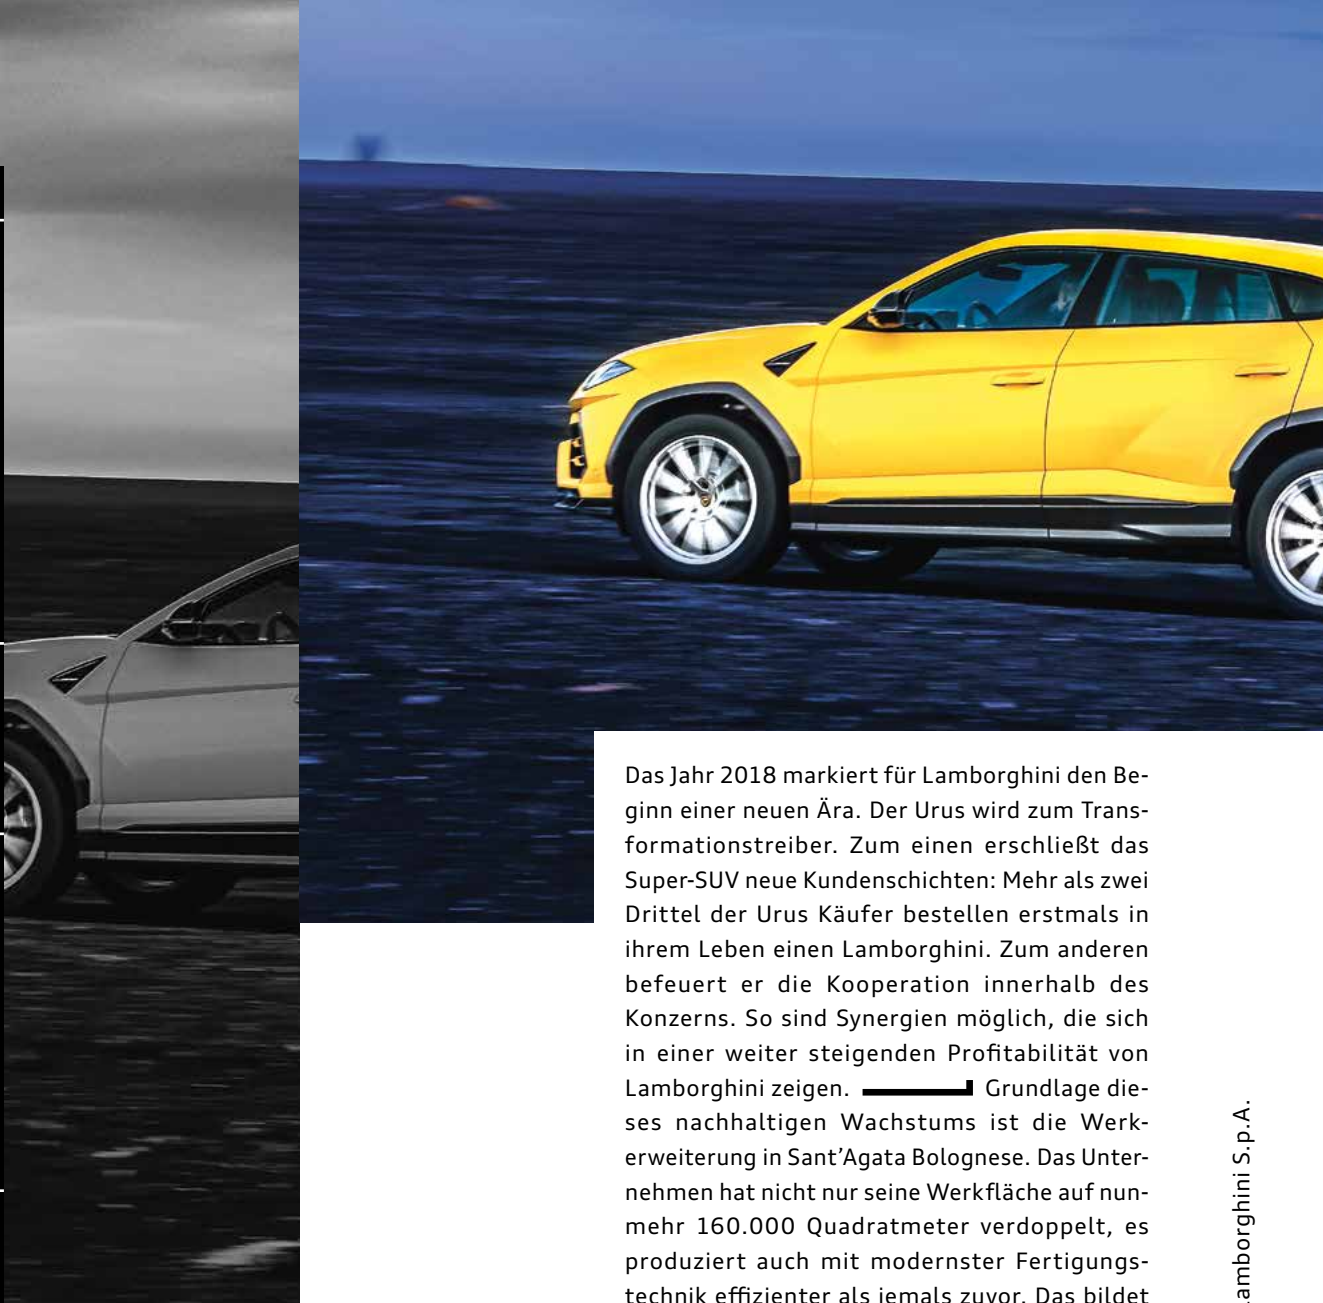 Das Jahr 2018 markiert für Lamborghini den Be-
ginn einer neuen Ära. Der Urus wird zum Trans-
formationstreiber. Zum einen erschließt das
Super-SUV neue Kundenschichten: Mehr als zwei
Drittel der Urus Käufer bestellen erstmals in
ihrem Leben einen Lamborghini. Zum anderen
befeuert er die Kooperation innerhalb des
Konzerns. So sind Synergien möglich, die sich
in einer weiter steigenden Profitabilität von
Lamborghini zeigen. Grundlage die-
ses nachhaltigen Wachstums ist die Werk-
erweiterung in Sant’Agata Bolognese. Das Unter-
nehmen hat nicht nur seine Werkfläche auf nun-
mehr 160.000 Quadratmeter verdoppelt, es
produziert auch mit modernster Fertigungs-
technik effizienter als jemals zuvor. Das bildet
Lamborghini S.p.A.